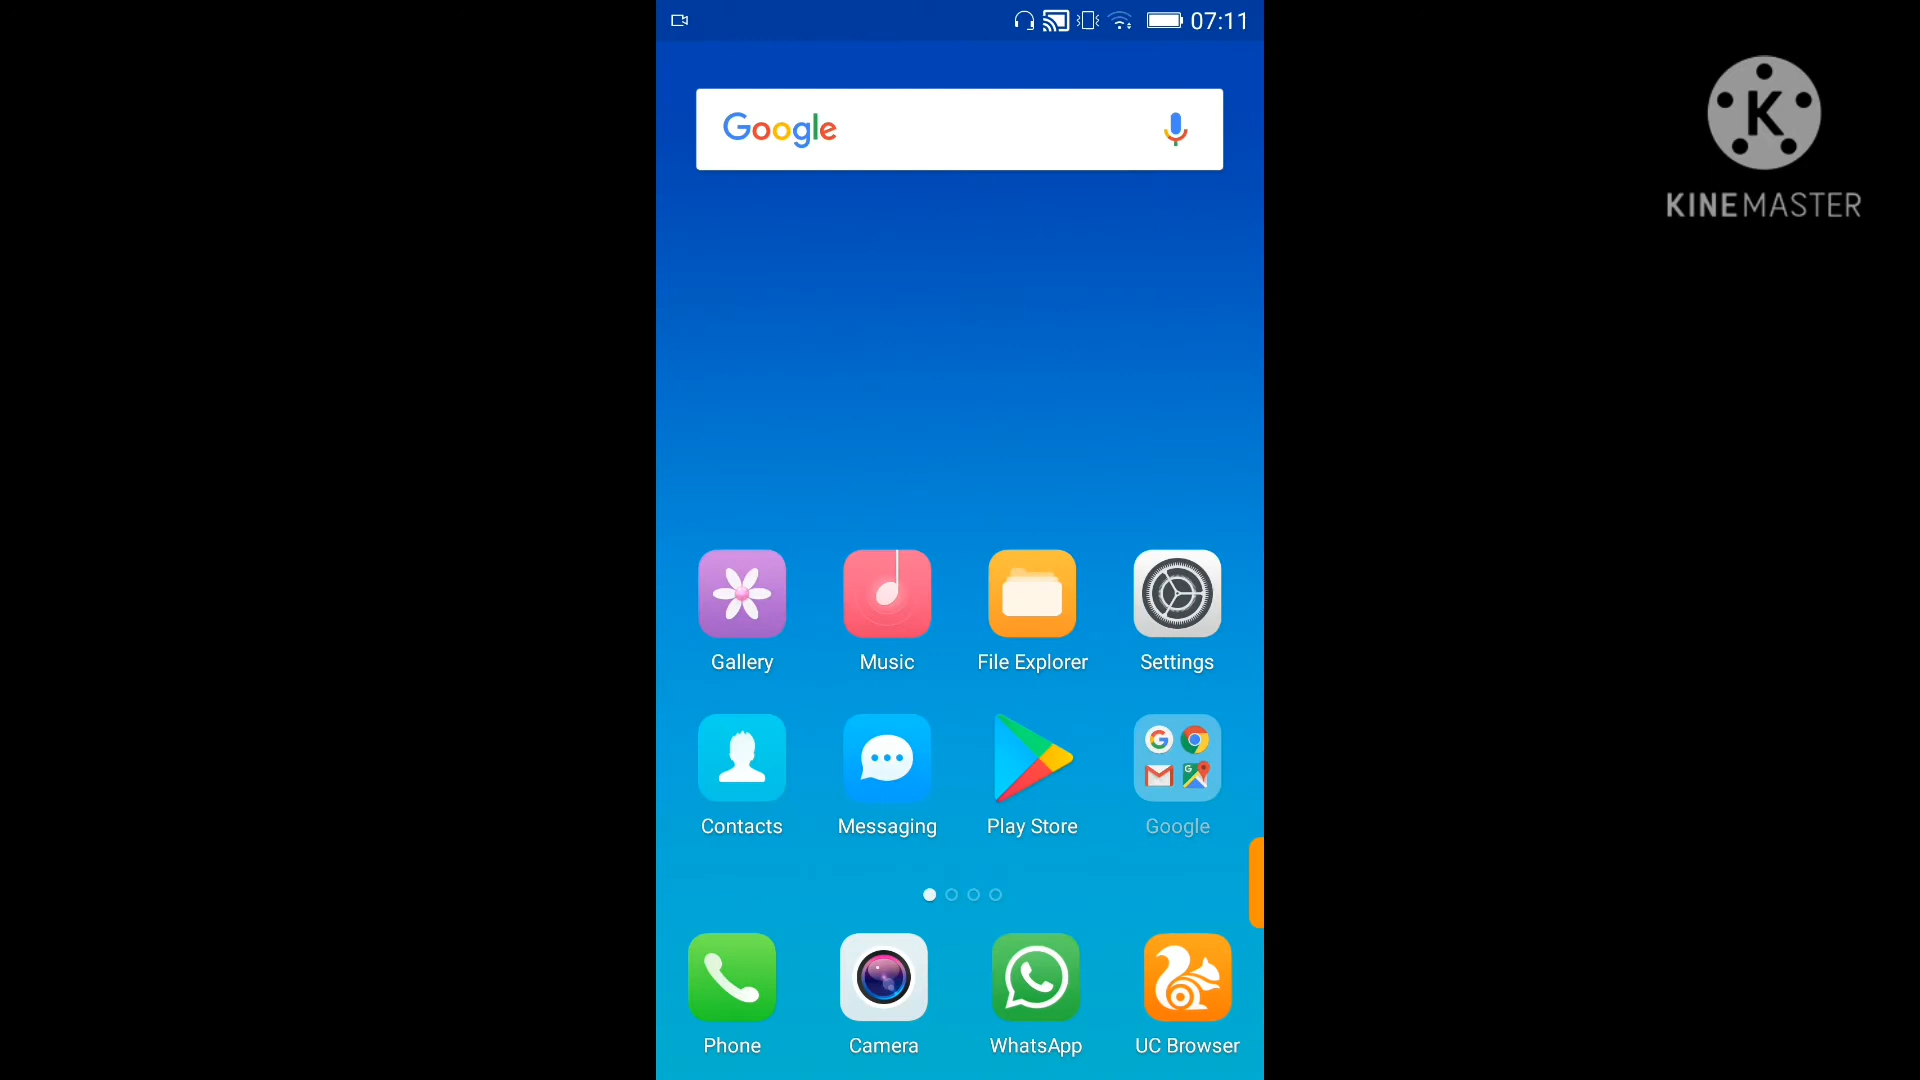 07:11
Google
K
KINEMASTER
Gallery Music File Explorer Settings
Contacts Messaging Play Store Google
Phone Camera WhatsApp UC Browser